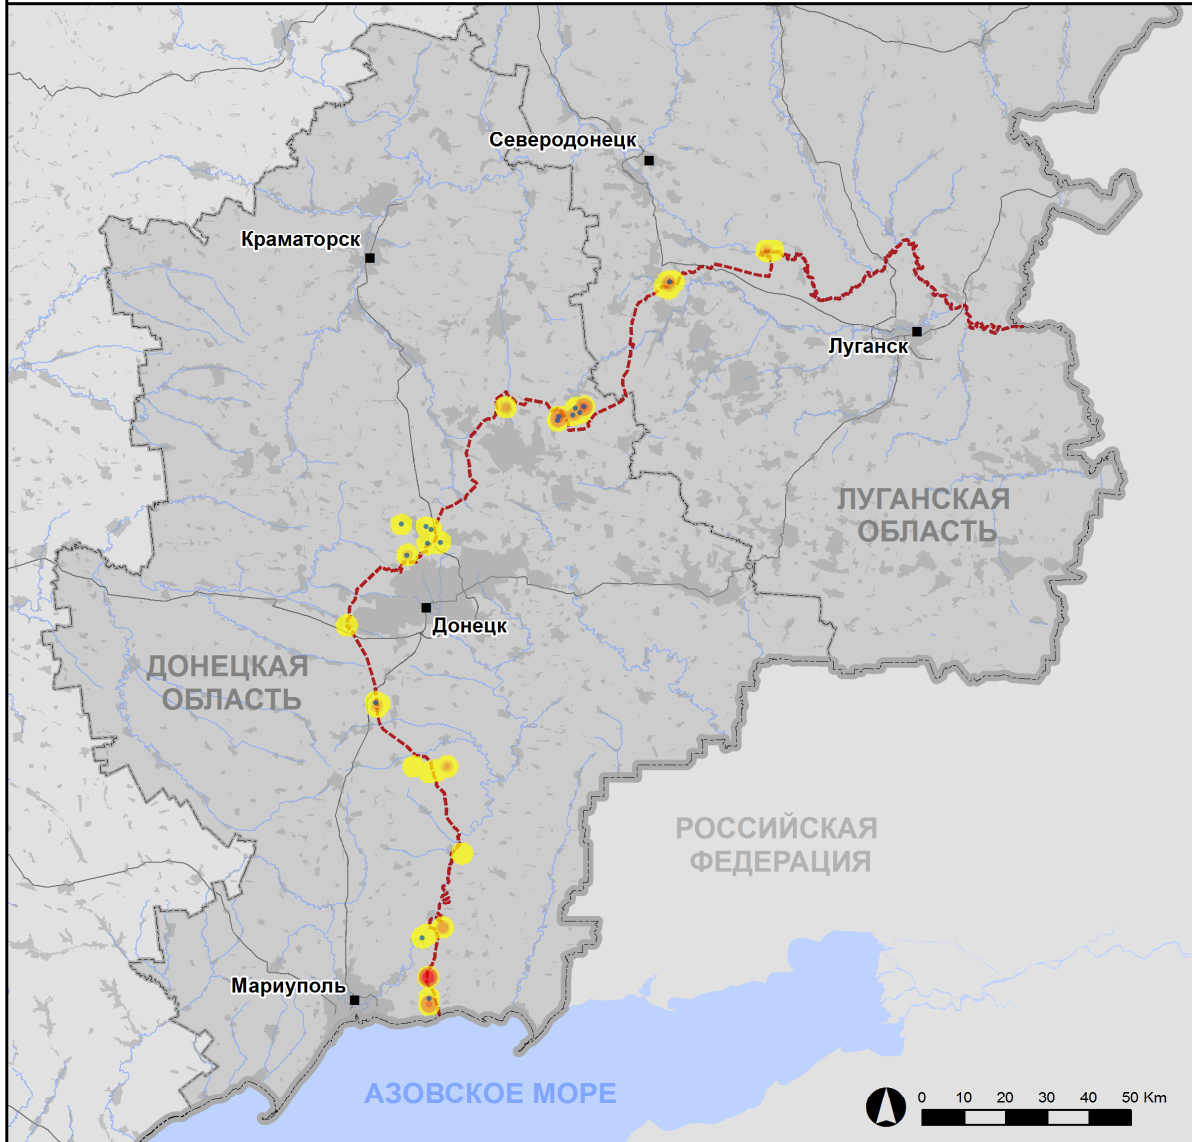 Северодонецк
Краматорск
Луганск
ЛУГАНСКАЯ
ОБЛАСТЬ
Донецк
ДОНЕЦКАЯ
ОБЛАСТЬ
РОССИЙСКАЯ
ФЕДЕРАЦИЯ
Мариуполь
АЗОВСКОЕ МОРЕ
0 10 20 30 40 50 Km